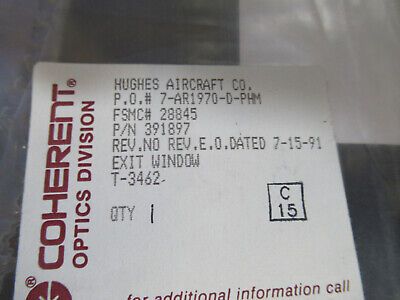 HUGHES AIRCRAFT CO.
P.O.# 7-AR1970-D-PHM
FSMC# 28845
P/N 391897
REV.NO REV.E.O.DATED 7-15-91
EXIT WINDOW
T-3462
QTY 1
C
15
COHERENT®
OPTICS DIVISION
®
for additional information call